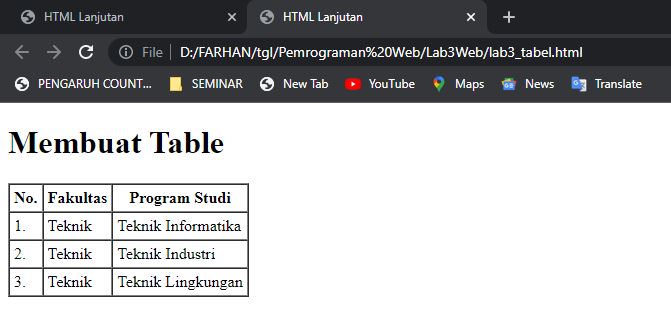 HTML Lanjutan
HTML Lanjutan
File | D:/FARHAN/tgl/Pemrograman%20Web/Lab3Web/lab3_tabel.html
PENGARUH COUNT... SEMINAR New Tab YouTube Maps News Translate
Membuat Table
No. Fakultas Program Studi
1. Teknik Teknik Informatika
2. Teknik Teknik Industri
3. Teknik Teknik Lingkungan